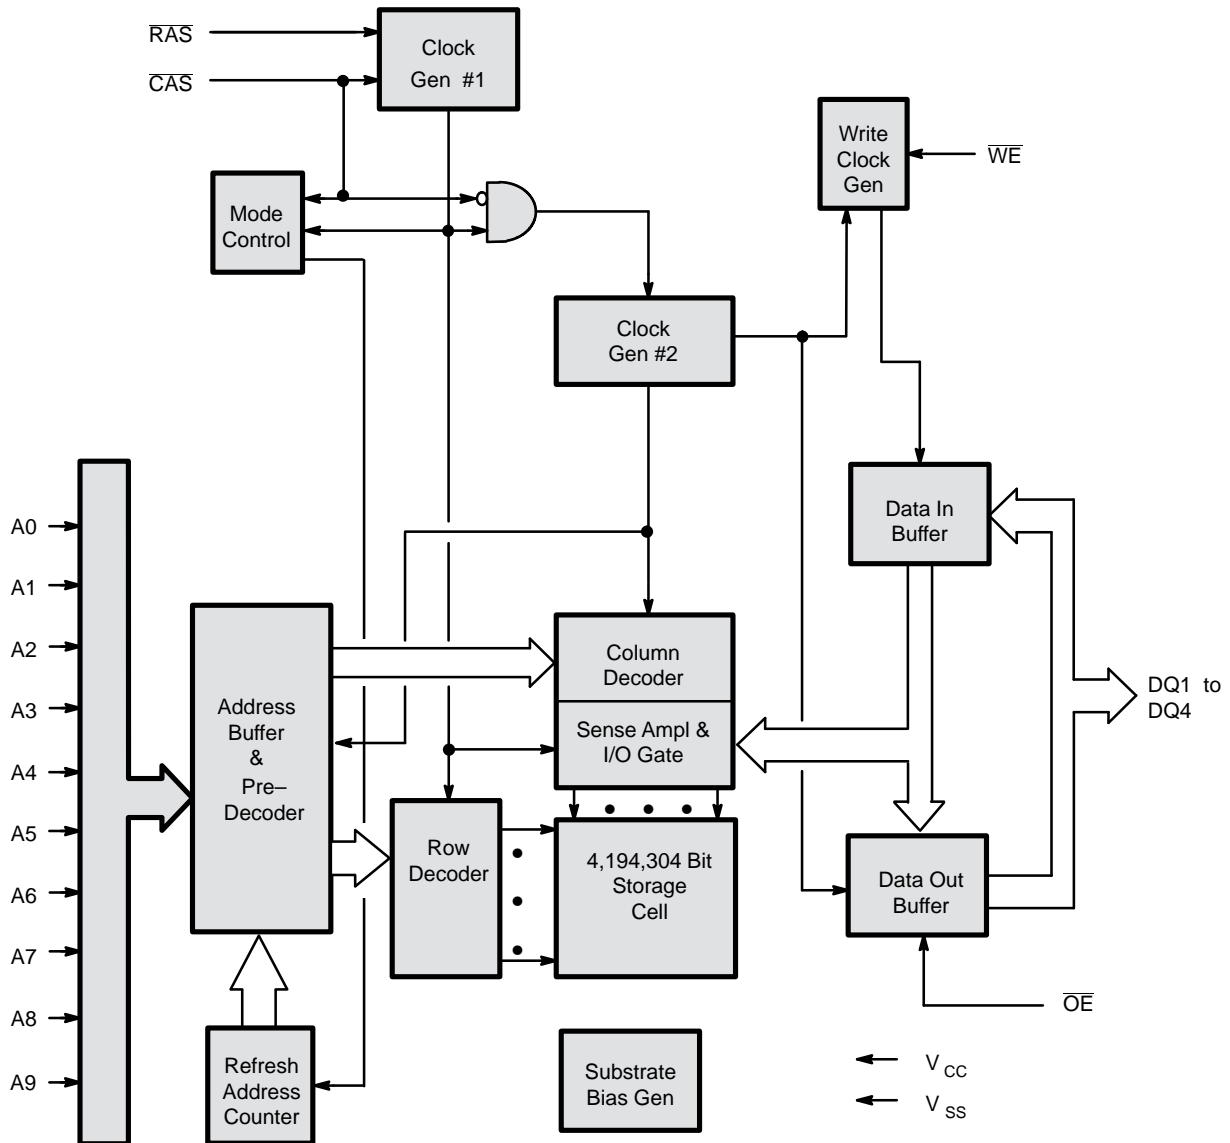 RAS
CAS
Clock
Gen #1
Write
Clock
Gen
WE
Mode
Control
Clock
Gen #2
A0
A1
A2
A3
A4
A5
A6
A7
A8
A9
Data In
Buffer
Address
Buffer
&
Pre–
Decoder
Column
Decoder
Sense Ampl &
I/O Gate
DQ1 to
DQ4
Row
Decoder
4,194,304 Bit
Storage
Cell
Data Out
Buffer
OE
Refresh
Address
Counter
Substrate
Bias Gen
VCC
VSS